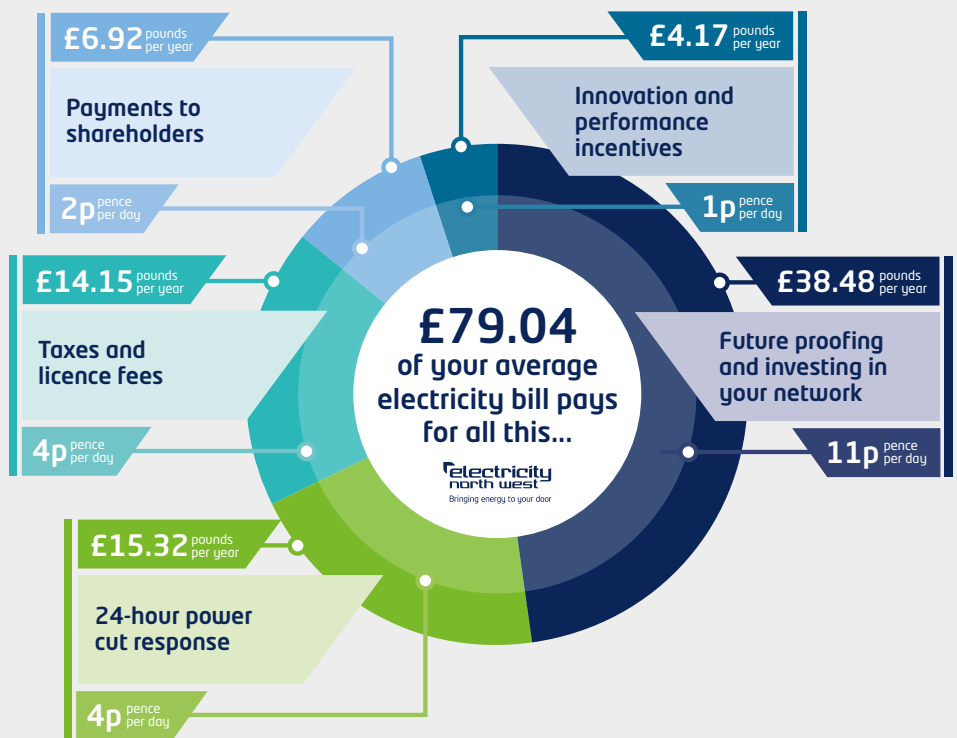 £6.92 pounds per year
Payments to
shareholders
2p pence per day
£4.17 pounds per year
Innovation and
performance
incentives
1p pence per day
£14.15 pounds per year
Taxes and
licence fees
4p pence per day
£79.04
of your average
electricity bill pays
for all this...
electricity
north west
Bringing energy to your door
£38.48 pounds per year
Future proofing
and investing in
your network
11p pence per day
£15.32 pounds per year
24-hour power
cut response
4p pence per day